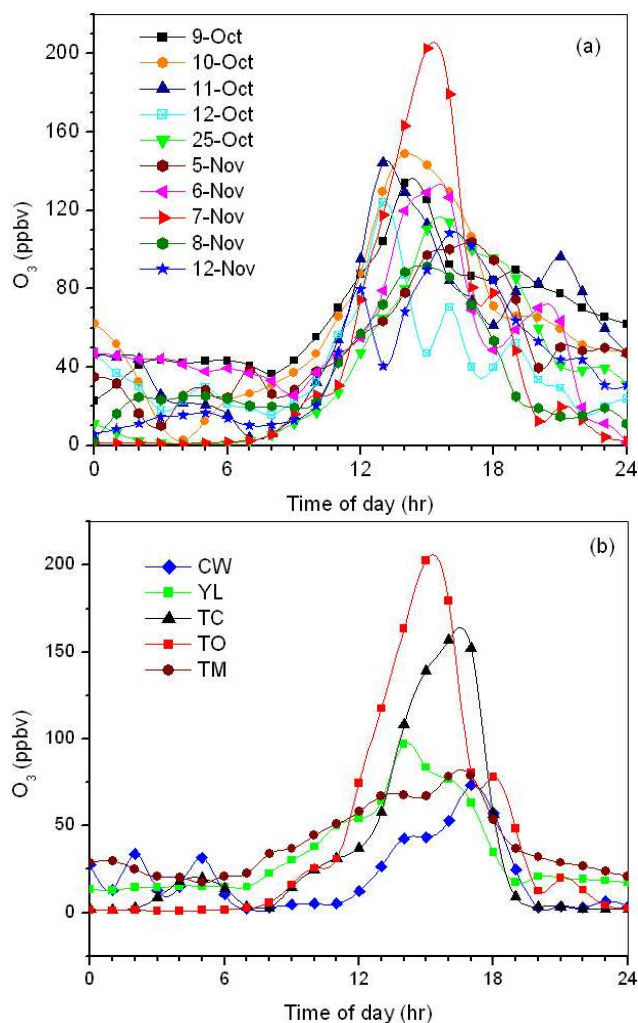 (a)
9-Oct
10-Oct
11-Oct
12-Oct
25-Oct
5-Nov
6-Nov
7-Nov
8-Nov
12-Nov
O3 (ppbv)
200
160
120
80
40
0
0 6 12 18 24
Time of day (hr)
(b)
CW
YL
TC
TO
TM
O3 (ppbv)
200
150
100
50
0
0 6 12 18 24
Time of day (hr)